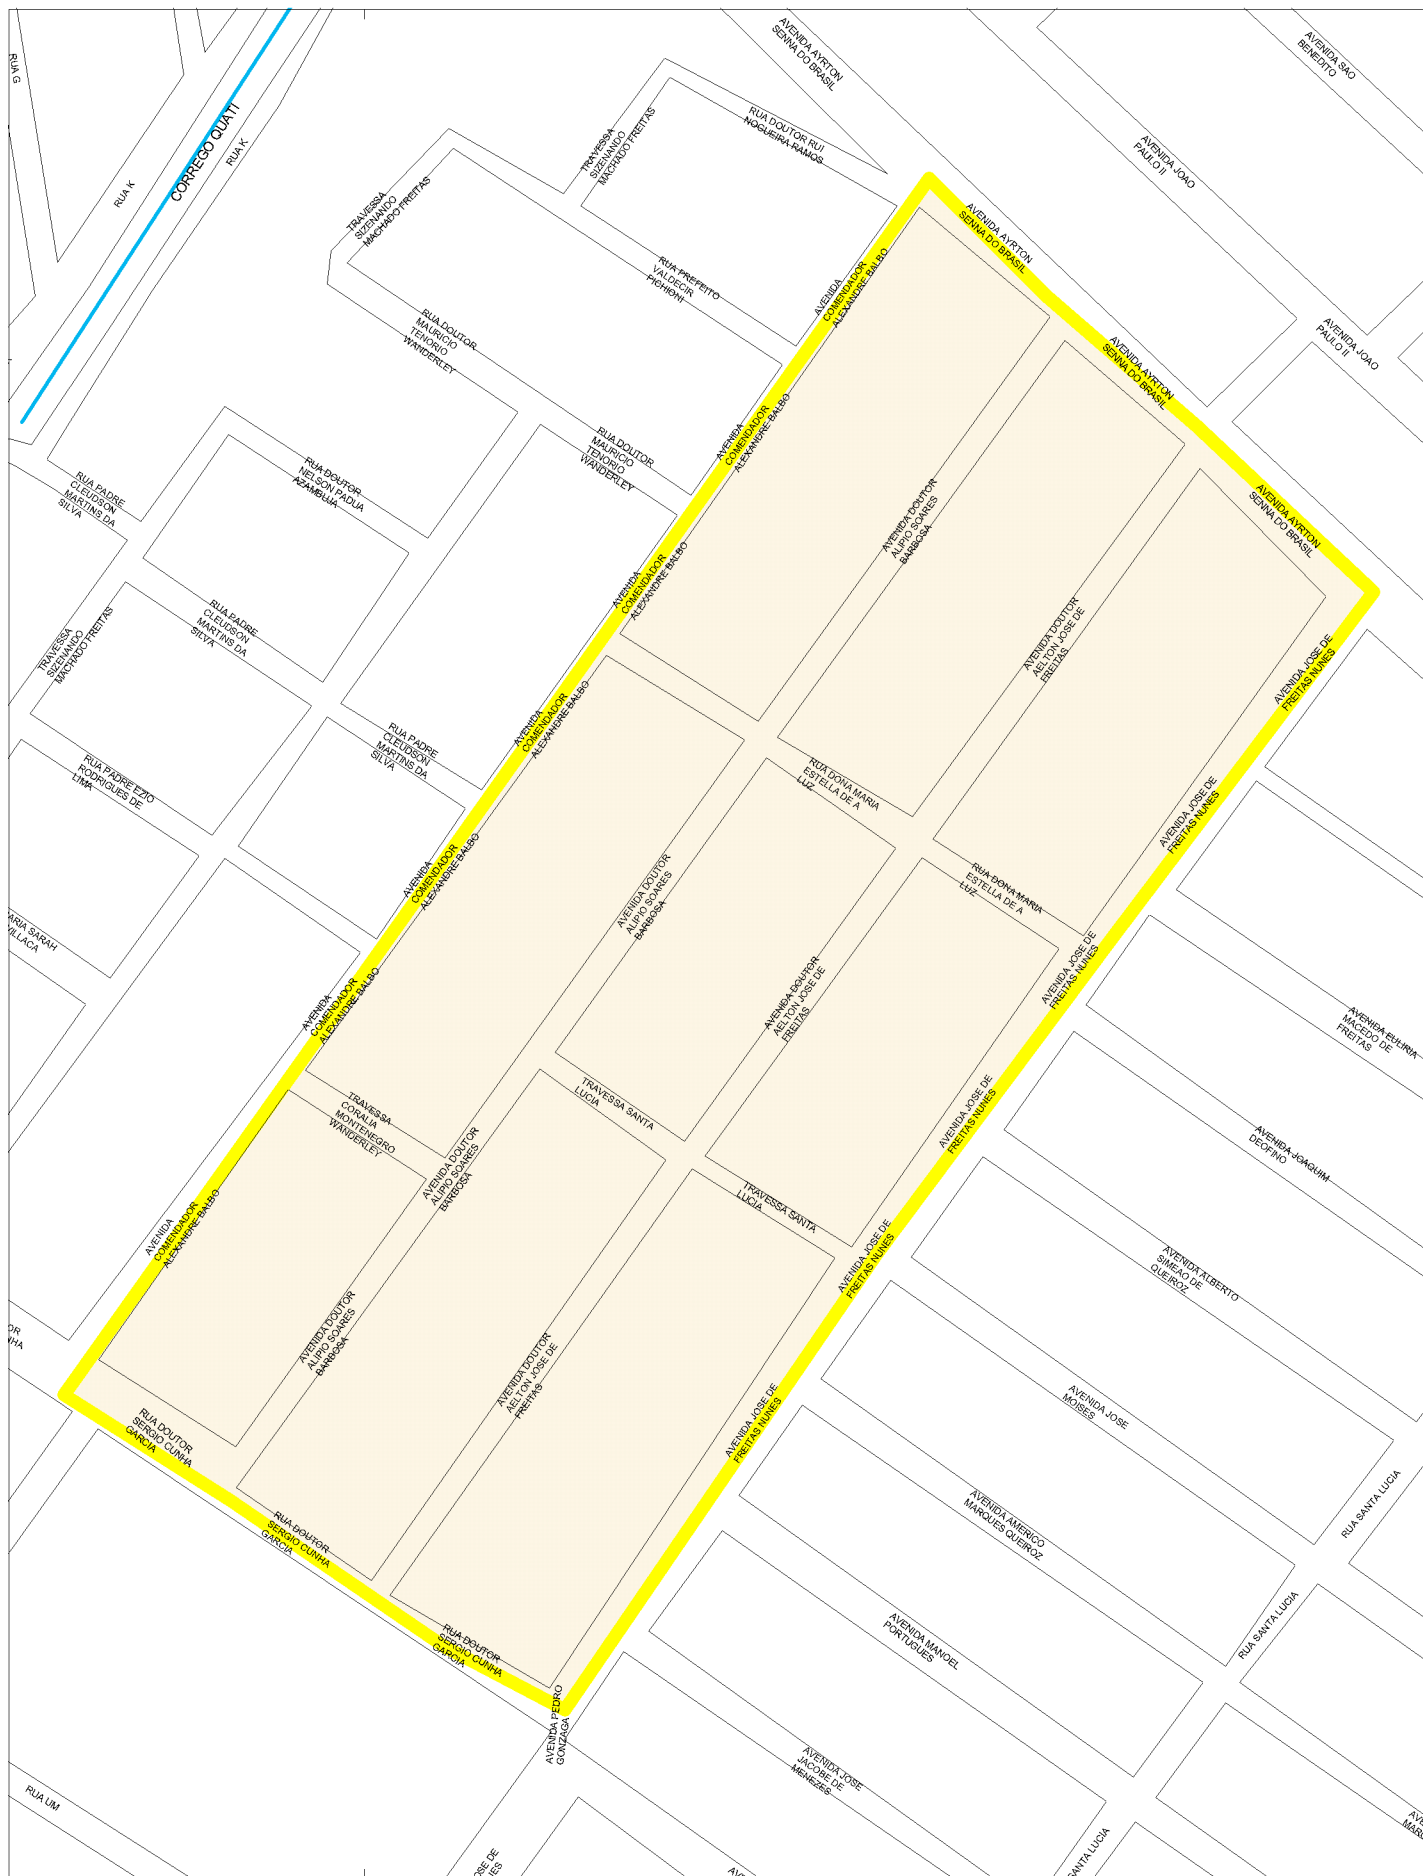 RUA G
AVENIDA AYRTON
SENNA DO BRASIL
AVENIDA SAO
BENEDITO
CORREGO QUATI
RUA K
RUA K
TRAVESSA
SIZENANDO
MACHADO FREITAS
RUA DOUTOR RUI
NOGUEIRA RAMOS
AVENIDA JOAO
PAULO II
TRAVESSA
SIZENANDO
MACHADO FREITAS
RUA PREFEITO
VALDECIR
PICHIONI
AVENIDA
COMENDADOR
ALEXANDRE BALBO
AVENIDA AYRTON
SENNA DO BRASIL
RUA DOUTOR
MAURICIO
TENORIO
WANDERLEY
AVENIDA AYRTON
SENNA DO BRASIL
AVENIDA JOAO
PAULO II
RUA DOUTOR
MAURICIO
TENORIO
WANDERLEY
AVENIDA
COMENDADOR
ALEXANDRE BALBO
RUA PADRE
CLEUDSON
MARTINS DA
SILVA
RUA DOUTOR
NELSON PADUA
AZAMBUJA
AVENIDA DOUTOR
ALIPIO SOARES
BARBOSA
AVENIDA AYRTON
SENNA DO BRASIL
AVENIDA
COMENDADOR
ALEXANDRE BALBO
TRAVESSA
SIZENANDO
MACHADO FREITAS
RUA PADRE
CLEUDSON
MARTINS DA
SILVA
AVENIDA DOUTOR
AELTON JOSE DE
FREITAS
AVENIDA JOSE DE
FREITAS NUNES
RUA PADRE
CLEUDSON
MARTINS DA
SILVA
AVENIDA
COMENDADOR
ALEXANDRE BALBO
RUA PADRE EZIO
RODRIGUES DE
LIMA
RUA DONA MARIA
ESTELLA DE A
LUZ
AVENIDA JOSE DE
FREITAS NUNES
AVENIDA
COMENDADOR
ALEXANDRE BALBO
AVENIDA DOUTOR
ALIPIO SOARES
BARBOSA
RUA DONA MARIA
ESTELLA DE A
LUZ
ARIA SARAH
VILLACA
AVENIDA
COMENDADOR
ALEXANDRE BALBO
AVENIDA DOUTOR
AELTON JOSE DE
FREITAS
AVENIDA JOSE DE
FREITAS NUNES
AVENIDA EULIRIA
MACEDO DE
FREITAS
TRAVESSA
CORALIA
MONTENEGRO
WANDERLEY
TRAVESSA SANTA
LUCIA
AVENIDA JOSE DE
FREITAS NUNES
AVENIDA JOAQUIM
DEOFINO
AVENIDA DOUTOR
ALIPIO SOARES
BARBOSA
TRAVESSA SANTA
LUCIA
AVENIDA
COMENDADOR
ALEXANDRE BALBO
AVENIDA JOSE DE
FREITAS NUNES
AVENIDA ALBERTO
SIMEAO DE
QUEIROZ
OR
NHA
AVENIDA DOUTOR
ALIPIO SOARES
BARBOSA
AVENIDA DOUTOR
AELTON JOSE DE
FREITAS
AVENIDA JOSE DE
FREITAS NUNES
AVENIDA JOSE
MOISES
RUA DOUTOR
SERGIO CUNHA
GARCIA
RUA SANTA LUCIA
RUA DOUTOR
SERGIO CUNHA
GARCIA
AVENIDA AMERICO
MARQUES QUEIROZ
RUA DOUTOR
SERGIO CUNHA
GARCIA
AVENIDA MANOEL
PORTUGUES
RUA SANTA LUCIA
AVENIDA PEDRO
GONZAGA
AVENIDA JOSE
JACOBE DE
MENEZES
RUA UM
AVE
MARQ
OSE DE
NES
AVE
SANTA LUCIA